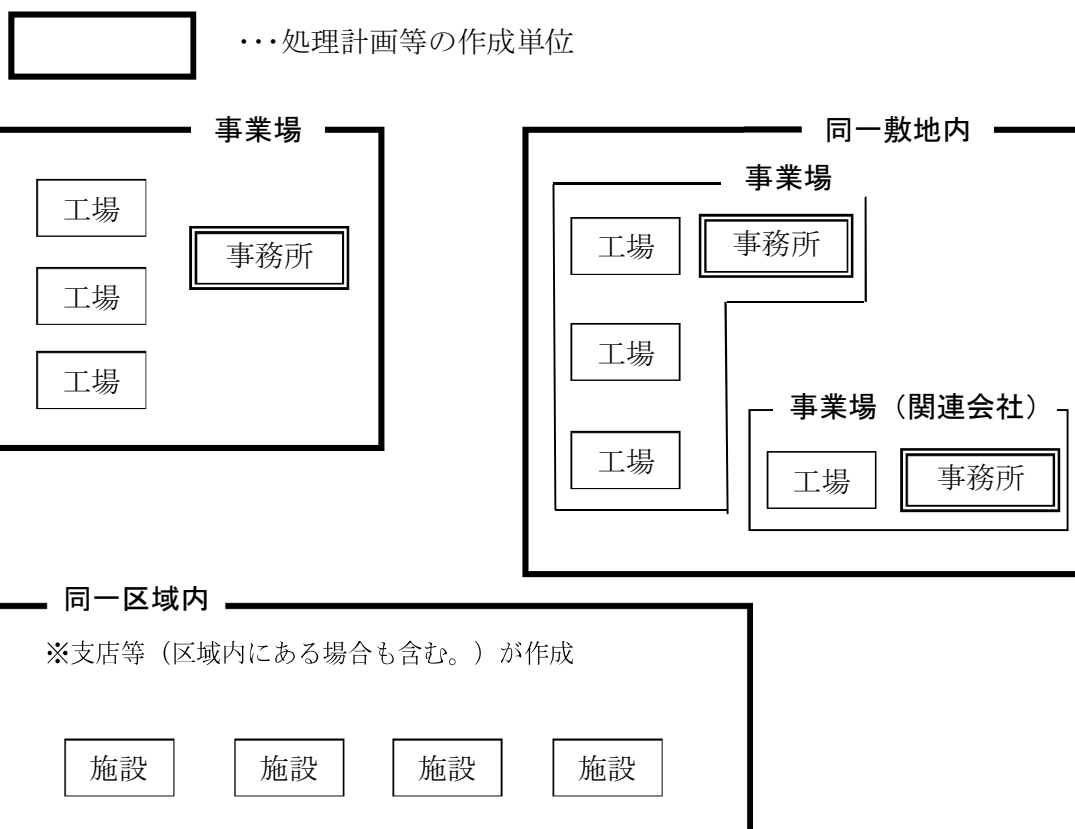 ・・・処理計画等の作成単位
事業場
工場
事務所
工場
工場
同一敷地内
事業場
工場
事務所
工場
工場
事業場（関連会社）
工場
事務所
同一区域内
※支店等（区域内にある場合も含む。）が作成
施設
施設
施設
施設